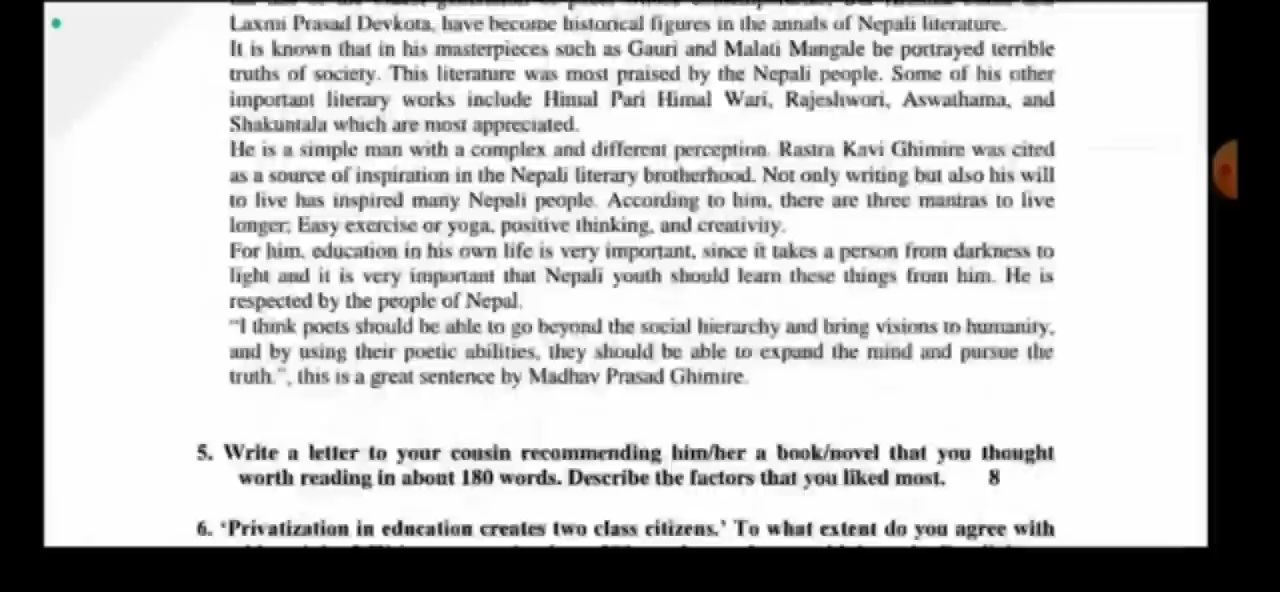 Laxmi Prasad Devkota, have become historical figures in the annals of Nepali literature.
It is known that in his masterpieces such as Gauri and Malati Mangale he portrayed terrible
truths of society. This literature was most praised by the Nepali people. Some of his other
important literary works include Himal Pari Himal Wari, Rajeshwori, Aswathama, and
Shakuntala which are most appreciated.
He is a simple man with a complex and different perception. Rastra Kavi Ghimire was cited
as a source of inspiration in the Nepali literary brotherhood. Not only writing but also his will
to live has inspired many Nepali people. According to him, there are three mantras to live
longer; Easy exercise or yoga, positive thinking, and creativity.
For him, education in his own life is very important, since it takes a person from darkness to
light and it is very important that Nepali youth should learn these things from him. He is
respected by the people of Nepal.
"I think poets should be able to go beyond the social hierarchy and bring visions to humanity,
and by using their poetic abilities, they should be able to expand the mind and pursue the
truth.", this is a great sentence by Madhav Prasad Ghimire.
5. Write a letter to your cousin recommending him/her a book/novel that you thought
worth reading in about 180 words. Describe the factors that you liked most. 8
6. 'Privatization in education creates two class citizens.' To what extent do you agree with